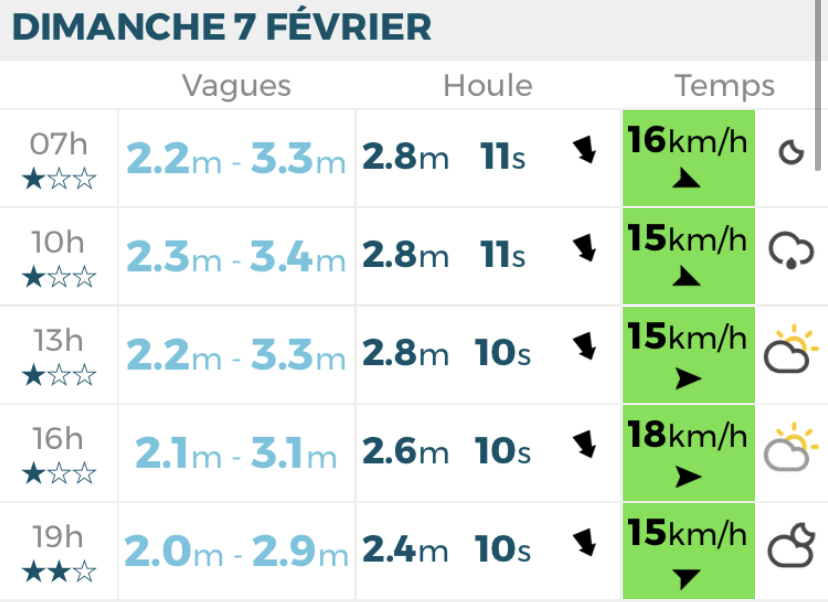 DIMANCHE 7 FÉVRIER
Vagues Houle Temps
07h 2.2m - 3.3m 2.8m 11s 16km/h
10h 2.3m - 3.4m 2.8m 11s 15km/h
13h 2.2m - 3.3m 2.8m 10s 15km/h
16h 2.1m - 3.1m 2.6m 10s 18km/h
19h 2.0m - 2.9m 2.4m 10s 15km/h